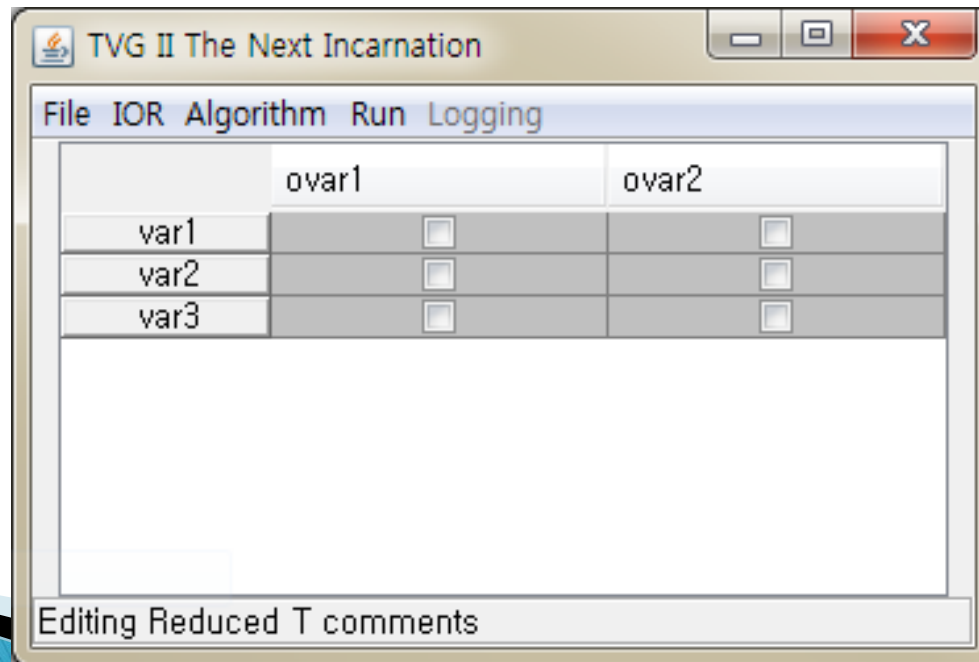 TVG II The Next Incarnation
File IOR Algorithm Run Logging
ovar1 ovar2
var1
var2
var3
Editing Reduced T comments